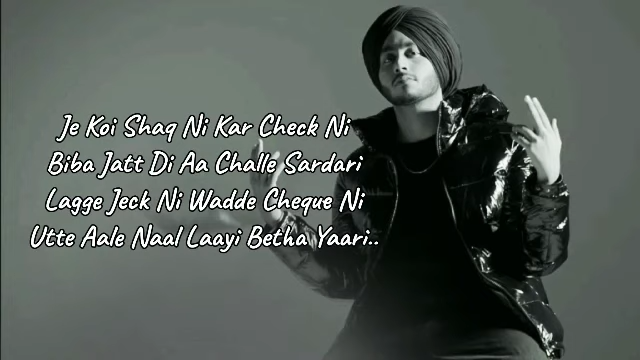 Je Koi Shaq Ni Kar Check Ni
Biba Jatt Di Aa Challe Sardari
Lagge Jeck Ni Wadde Cheque Ni
Utte Aale Naal Laayi Betha Yaari..